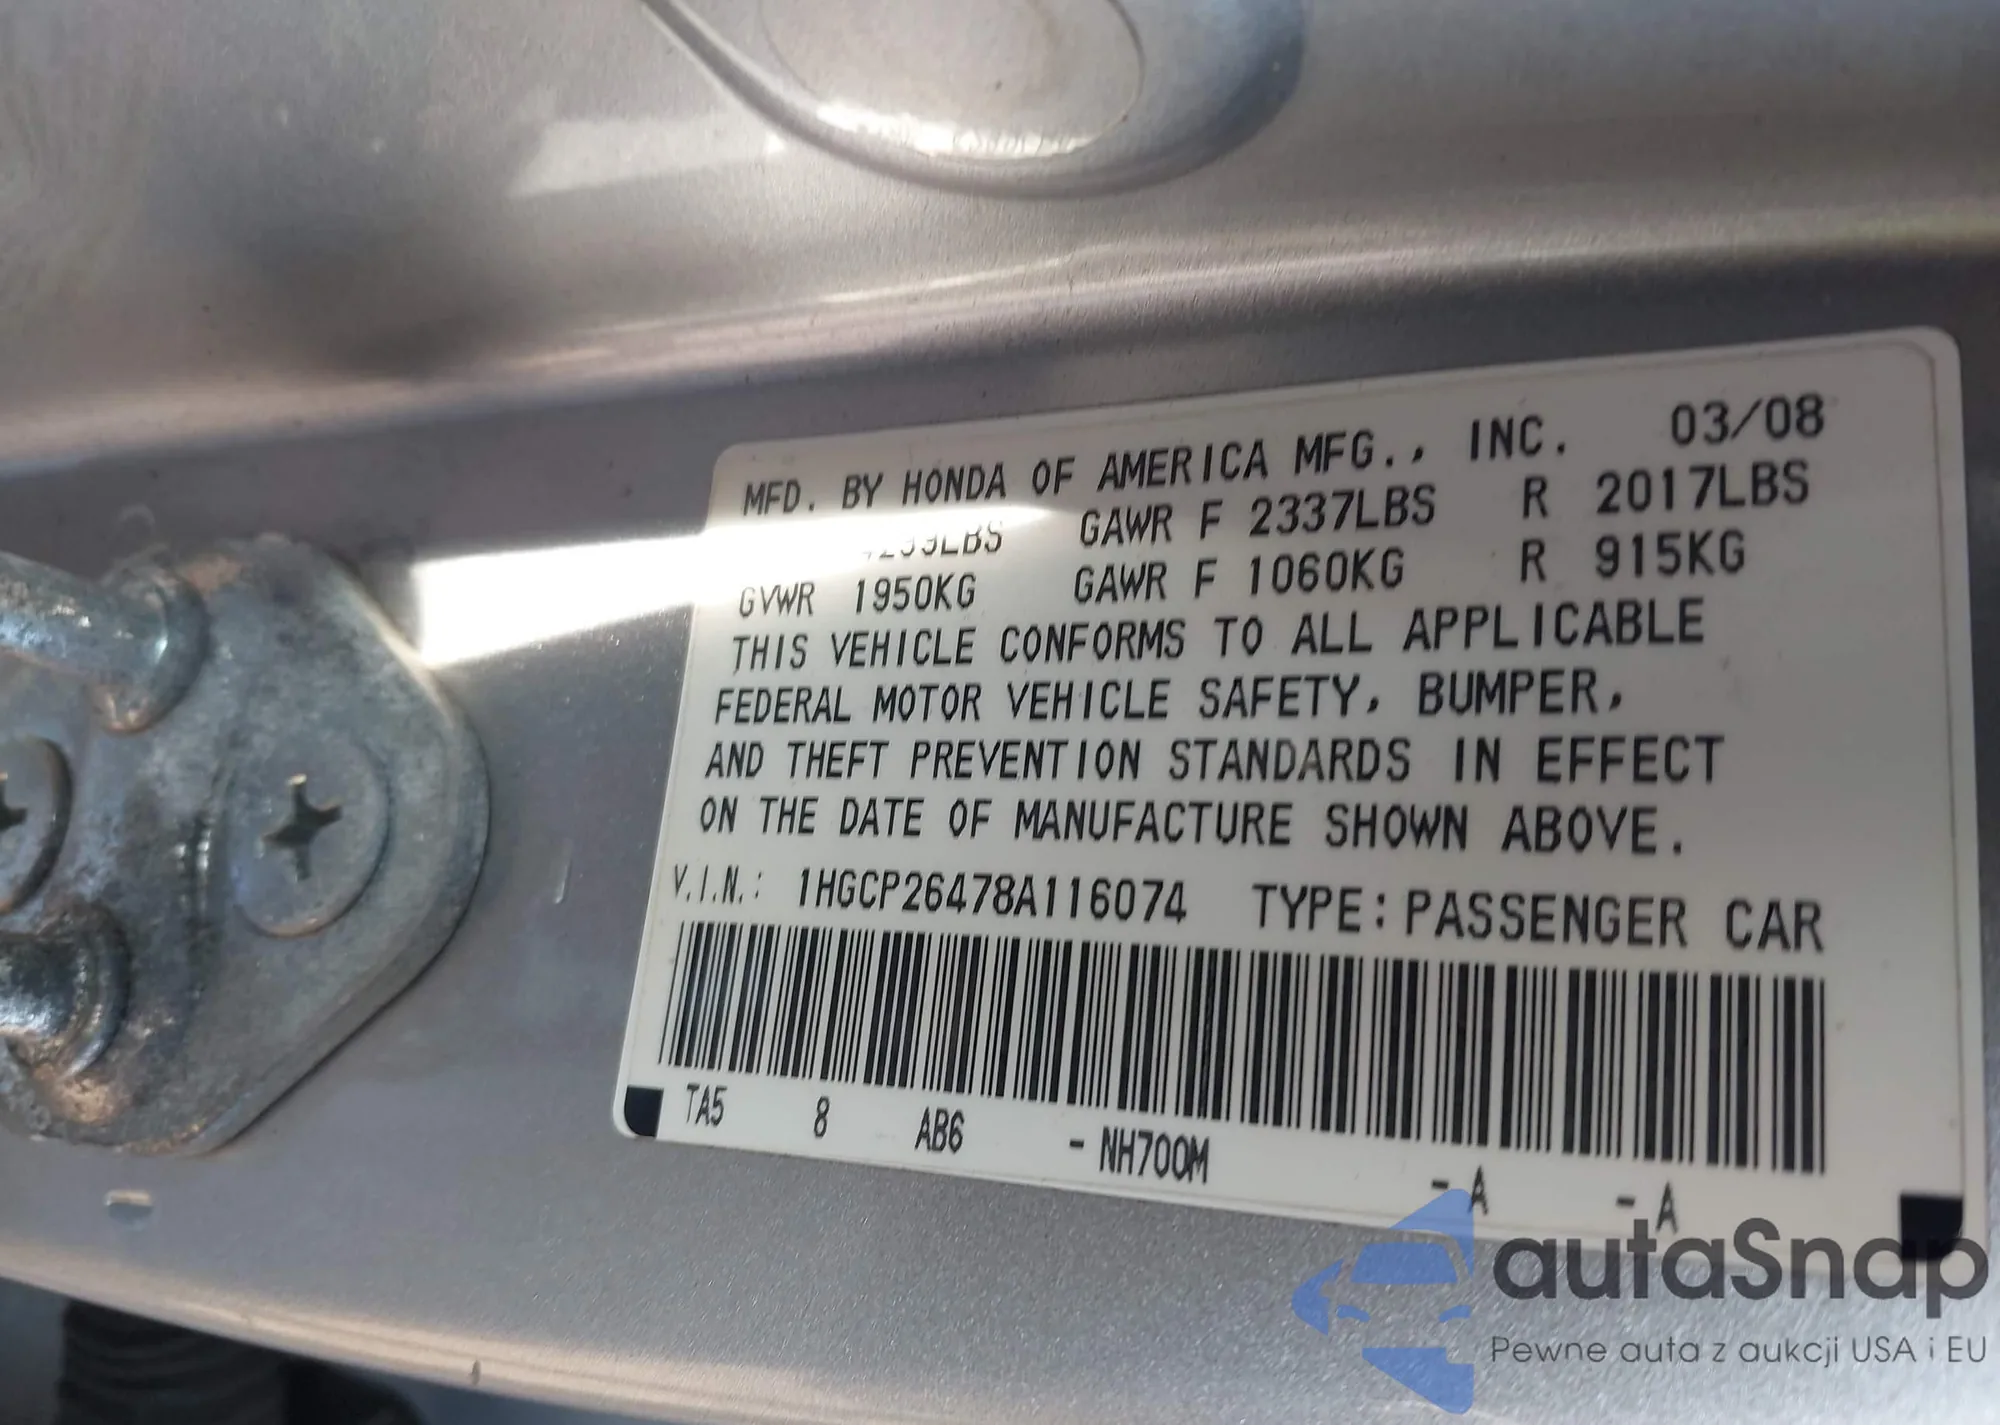 MFD. BY HONDA OF AMERICA MFG., INC. 03/08
GAWR F 2337LBS R 2017LBS
GVWR 1950KG GAWR F 1060KG R 915KG
THIS VEHICLE CONFORMS TO ALL APPLICABLE
FEDERAL MOTOR VEHICLE SAFETY, BUMPER,
AND THEFT PREVENTION STANDARDS IN EFFECT
ON THE DATE OF MANUFACTURE SHOWN ABOVE.
V.I.N.: 1HGCP26478A116074 TYPE: PASSENGER CAR
TA5 8 AB6 - NH700M - A - A
autaSnap
Pewne auta z aukcji USA i EU